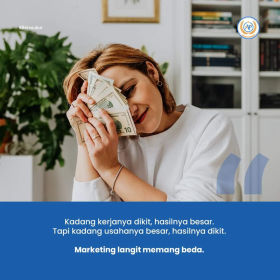 Kadang kerjanya dikit, hasilnya besar.
Tapi kadang usahanya besar, hasilnya dikit.
Marketing langit memang beda.